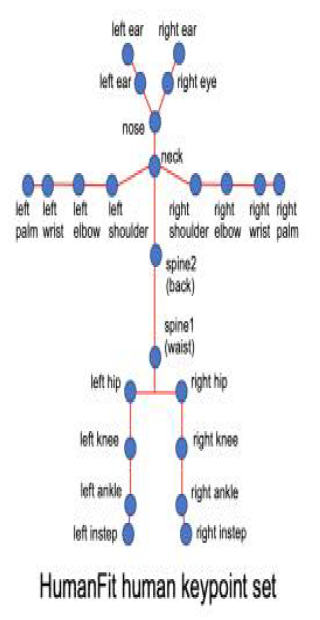 left ear right ear
left ear right eye
nose
neck
left left left left right right right right
palm wrist elbow shoulder shoulder elbow wrist palm
spine2
(back)
spine1
(waist)
left hip right hip
left knee right knee
left ankle right ankle
left instep right instep
HumanFit human keypoint set